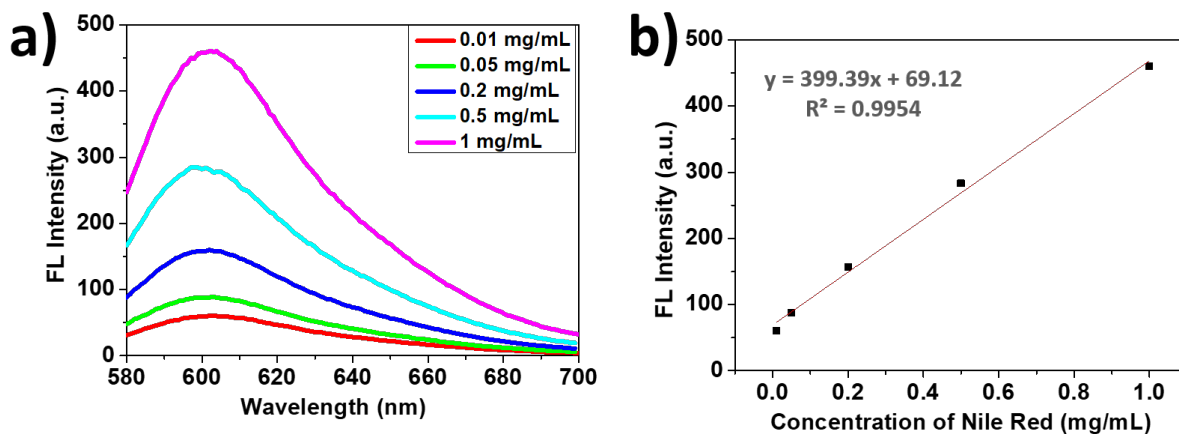 a)
500
400
300
200
100
0
FL Intensity (a.u.)
0.01 mg/mL
0.05 mg/mL
0.2 mg/mL
0.5 mg/mL
1 mg/mL
580 600 620 640 660 680 700
Wavelength (nm)
b)
500
400
300
200
100
0
FL Intensity (a.u.)
y = 399.39x + 69.12
R² = 0.9954
0.0 0.2 0.4 0.6 0.8 1.0
Concentration of Nile Red (mg/mL)